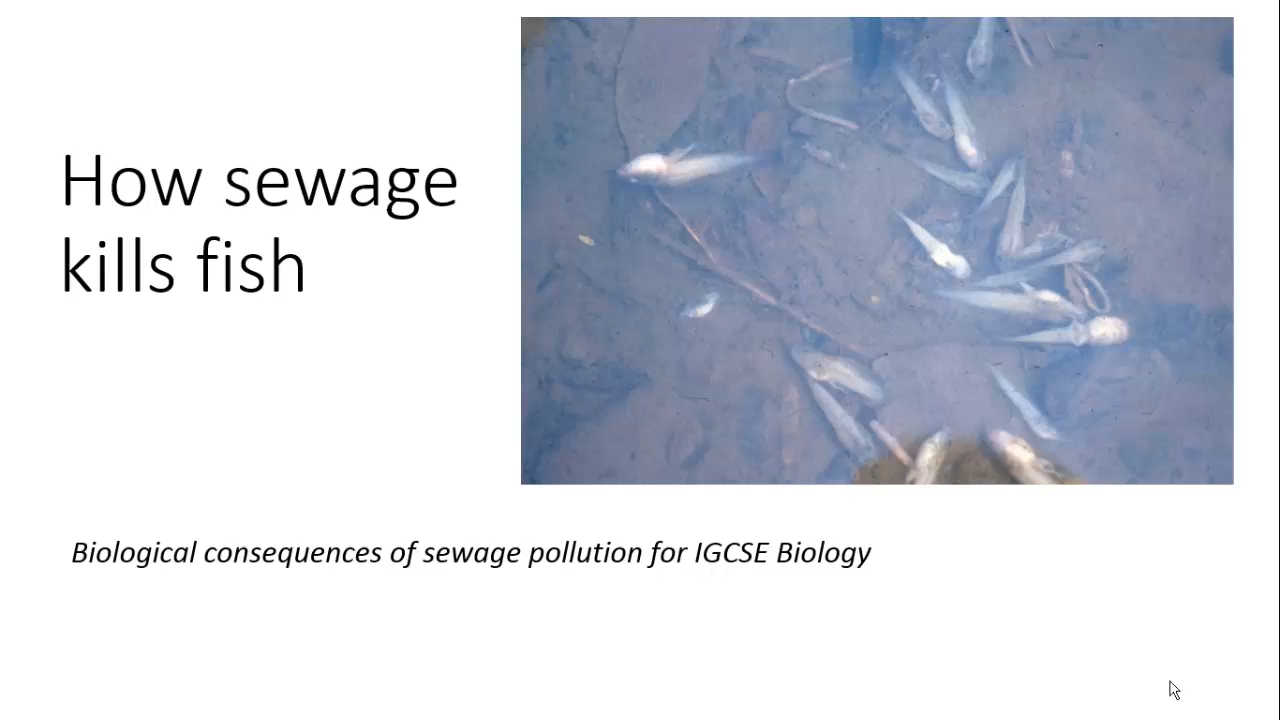 How sewage
kills fish
Biological consequences of sewage pollution for IGCSE Biology